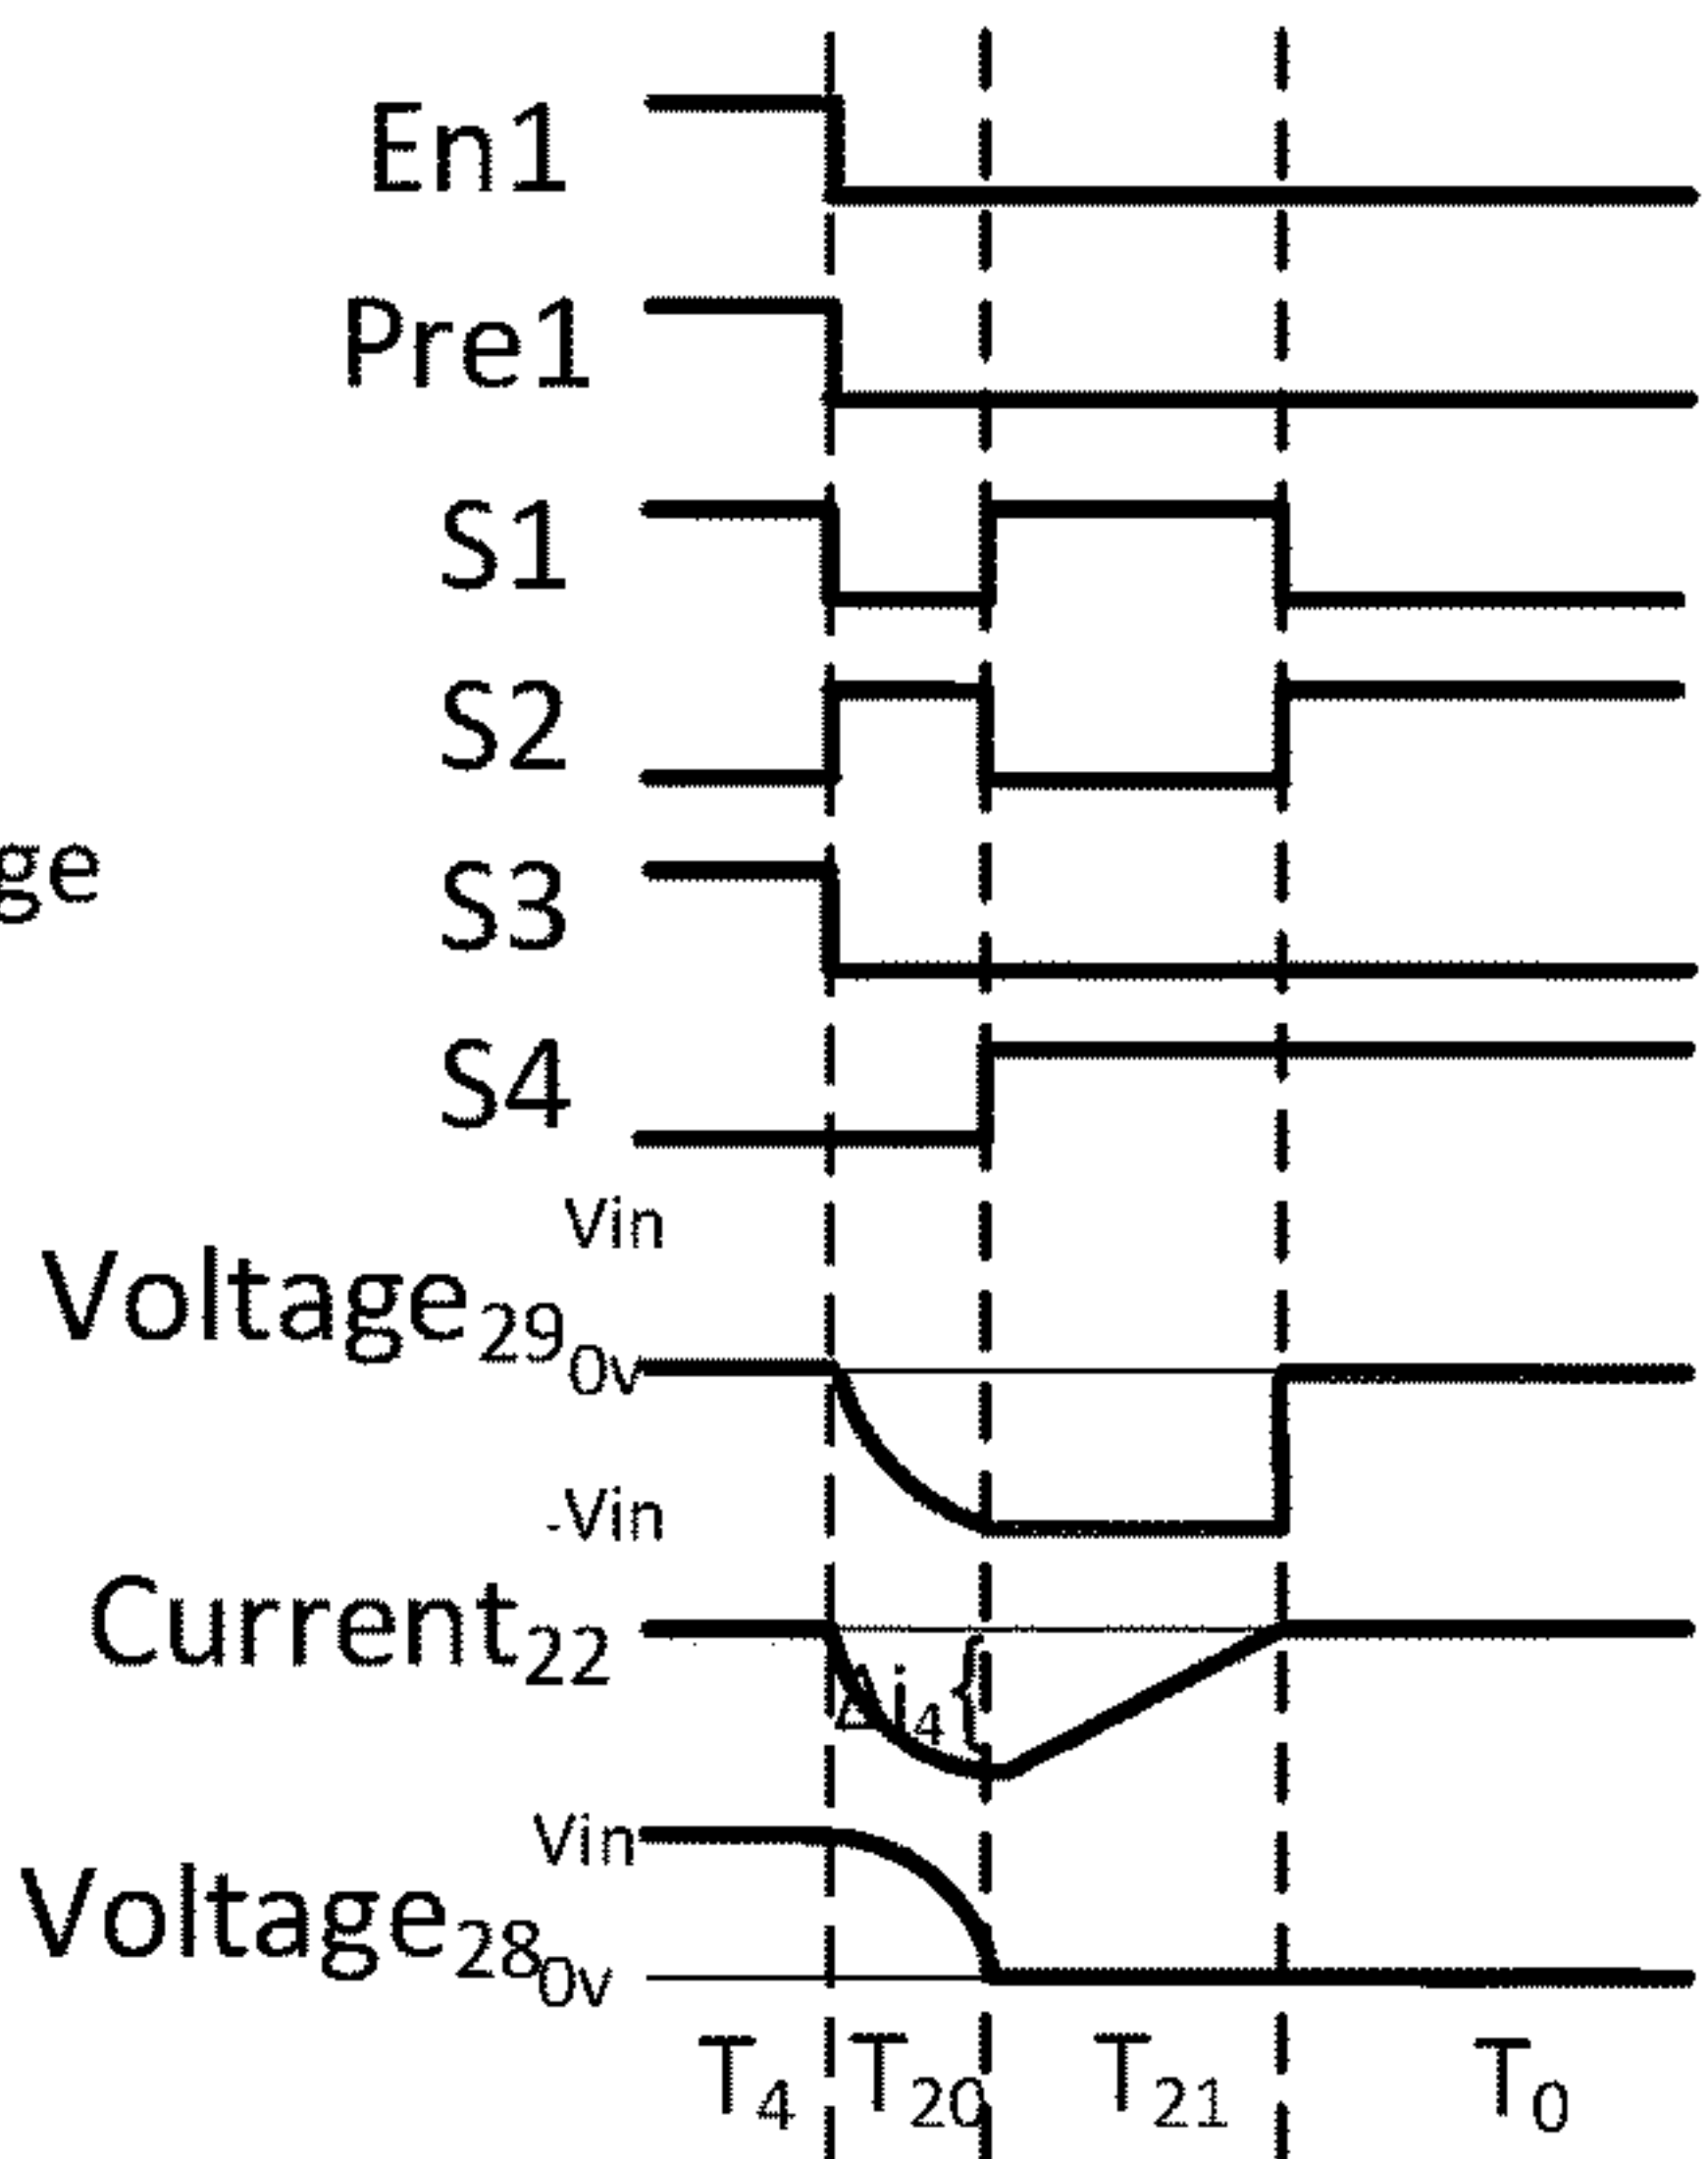 En1
Pre1
S1
S2
ge
S3
S4
Vin
Voltage29
0v
-Vin
Current22
Δi4{
Vin
Voltage28
0v
T4 T20 T21 T0